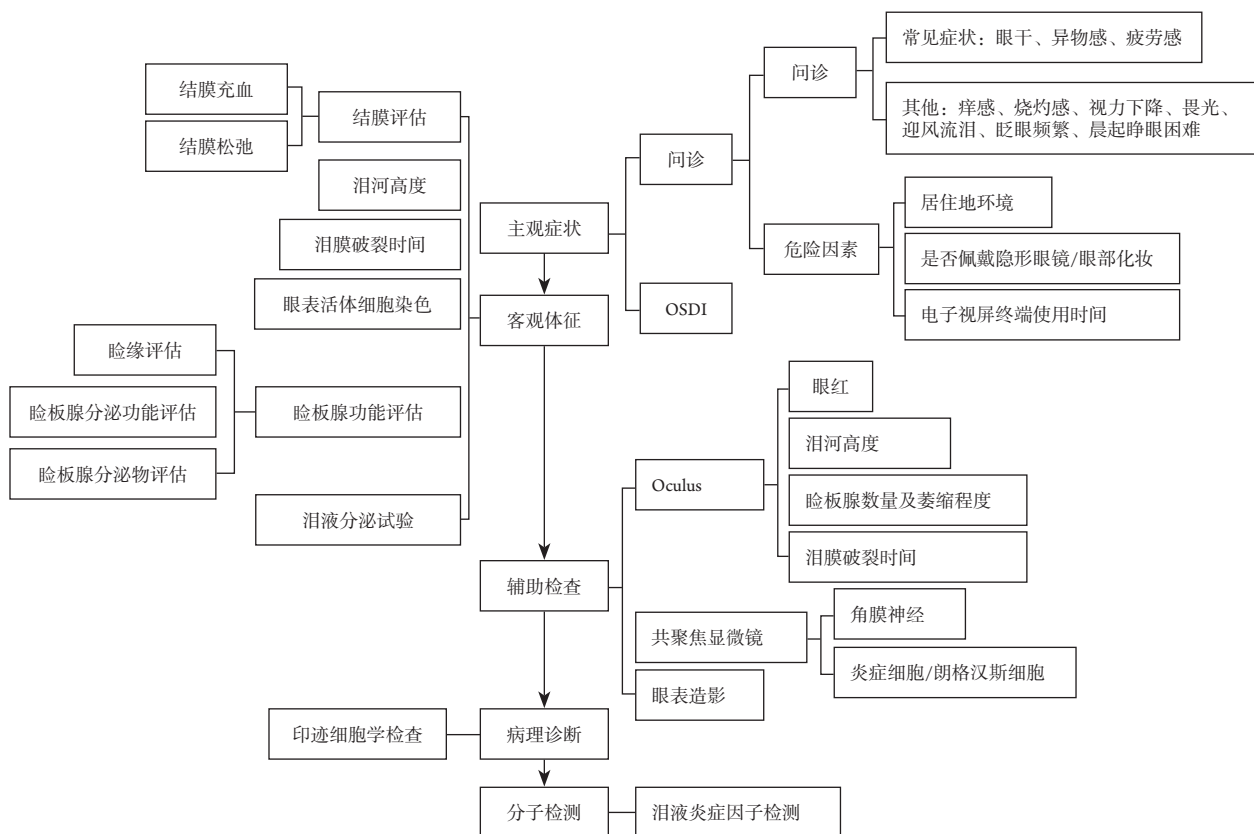 常见症状：眼干、异物感、疲劳感
问诊
结膜充血
结膜评估
其他：痒感、烧灼感、视力下降、畏光、
迎风流泪、眨眼频繁、晨起睁眼困难
结膜松弛
问诊
泪河高度
居住地环境
主观症状
泪膜破裂时间
危险因素
是否佩戴隐形眼镜/眼部化妆
眼表活体细胞染色
客观体征
OSDI
电子视屏终端使用时间
睑缘评估
眼红
睑板腺分泌功能评估
睑板腺功能评估
泪河高度
睑板腺分泌物评估
Oculus
睑板腺数量及萎缩程度
泪液分泌试验
泪膜破裂时间
辅助检查
角膜神经
共聚焦显微镜
炎症细胞/朗格汉斯细胞
眼表造影
印迹细胞学检查
病理诊断
分子检测
泪液炎症因子检测